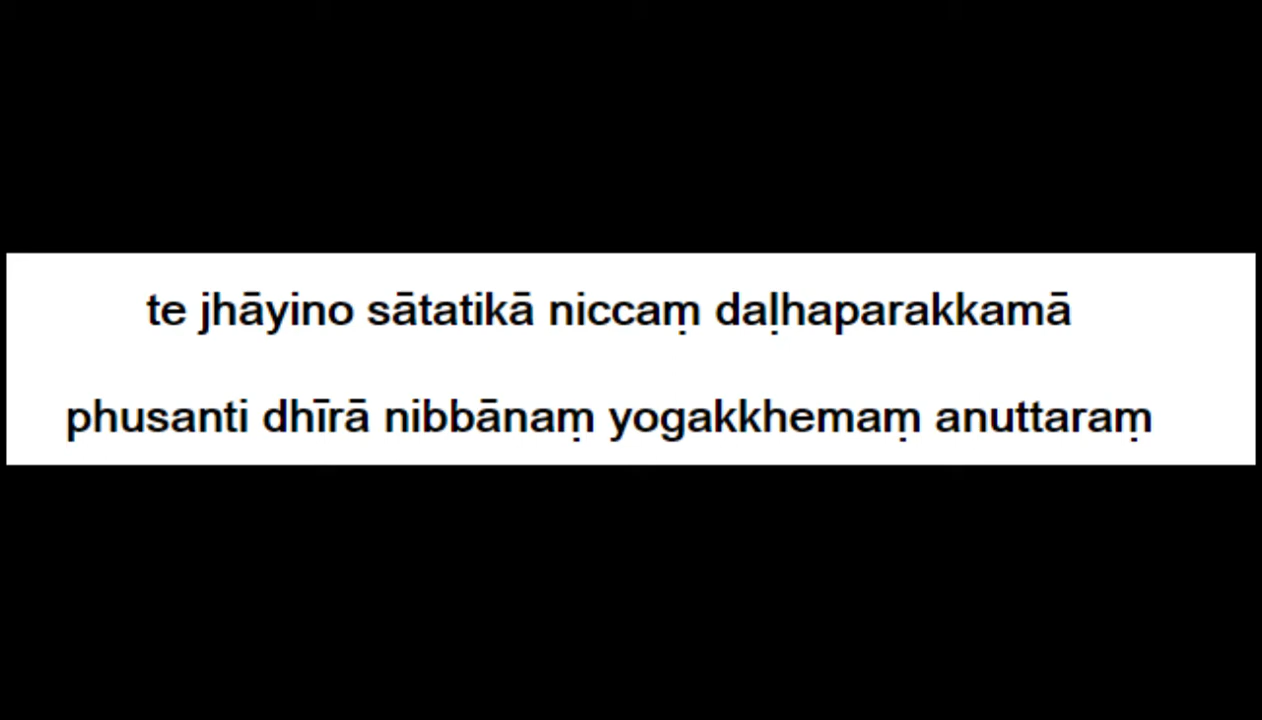 te jhāyino sātatikā niccaṃ daḷhaparakkamā
phusanti dhīrā nibbānaṃ yogakkhemaṃ anuttaraṃ